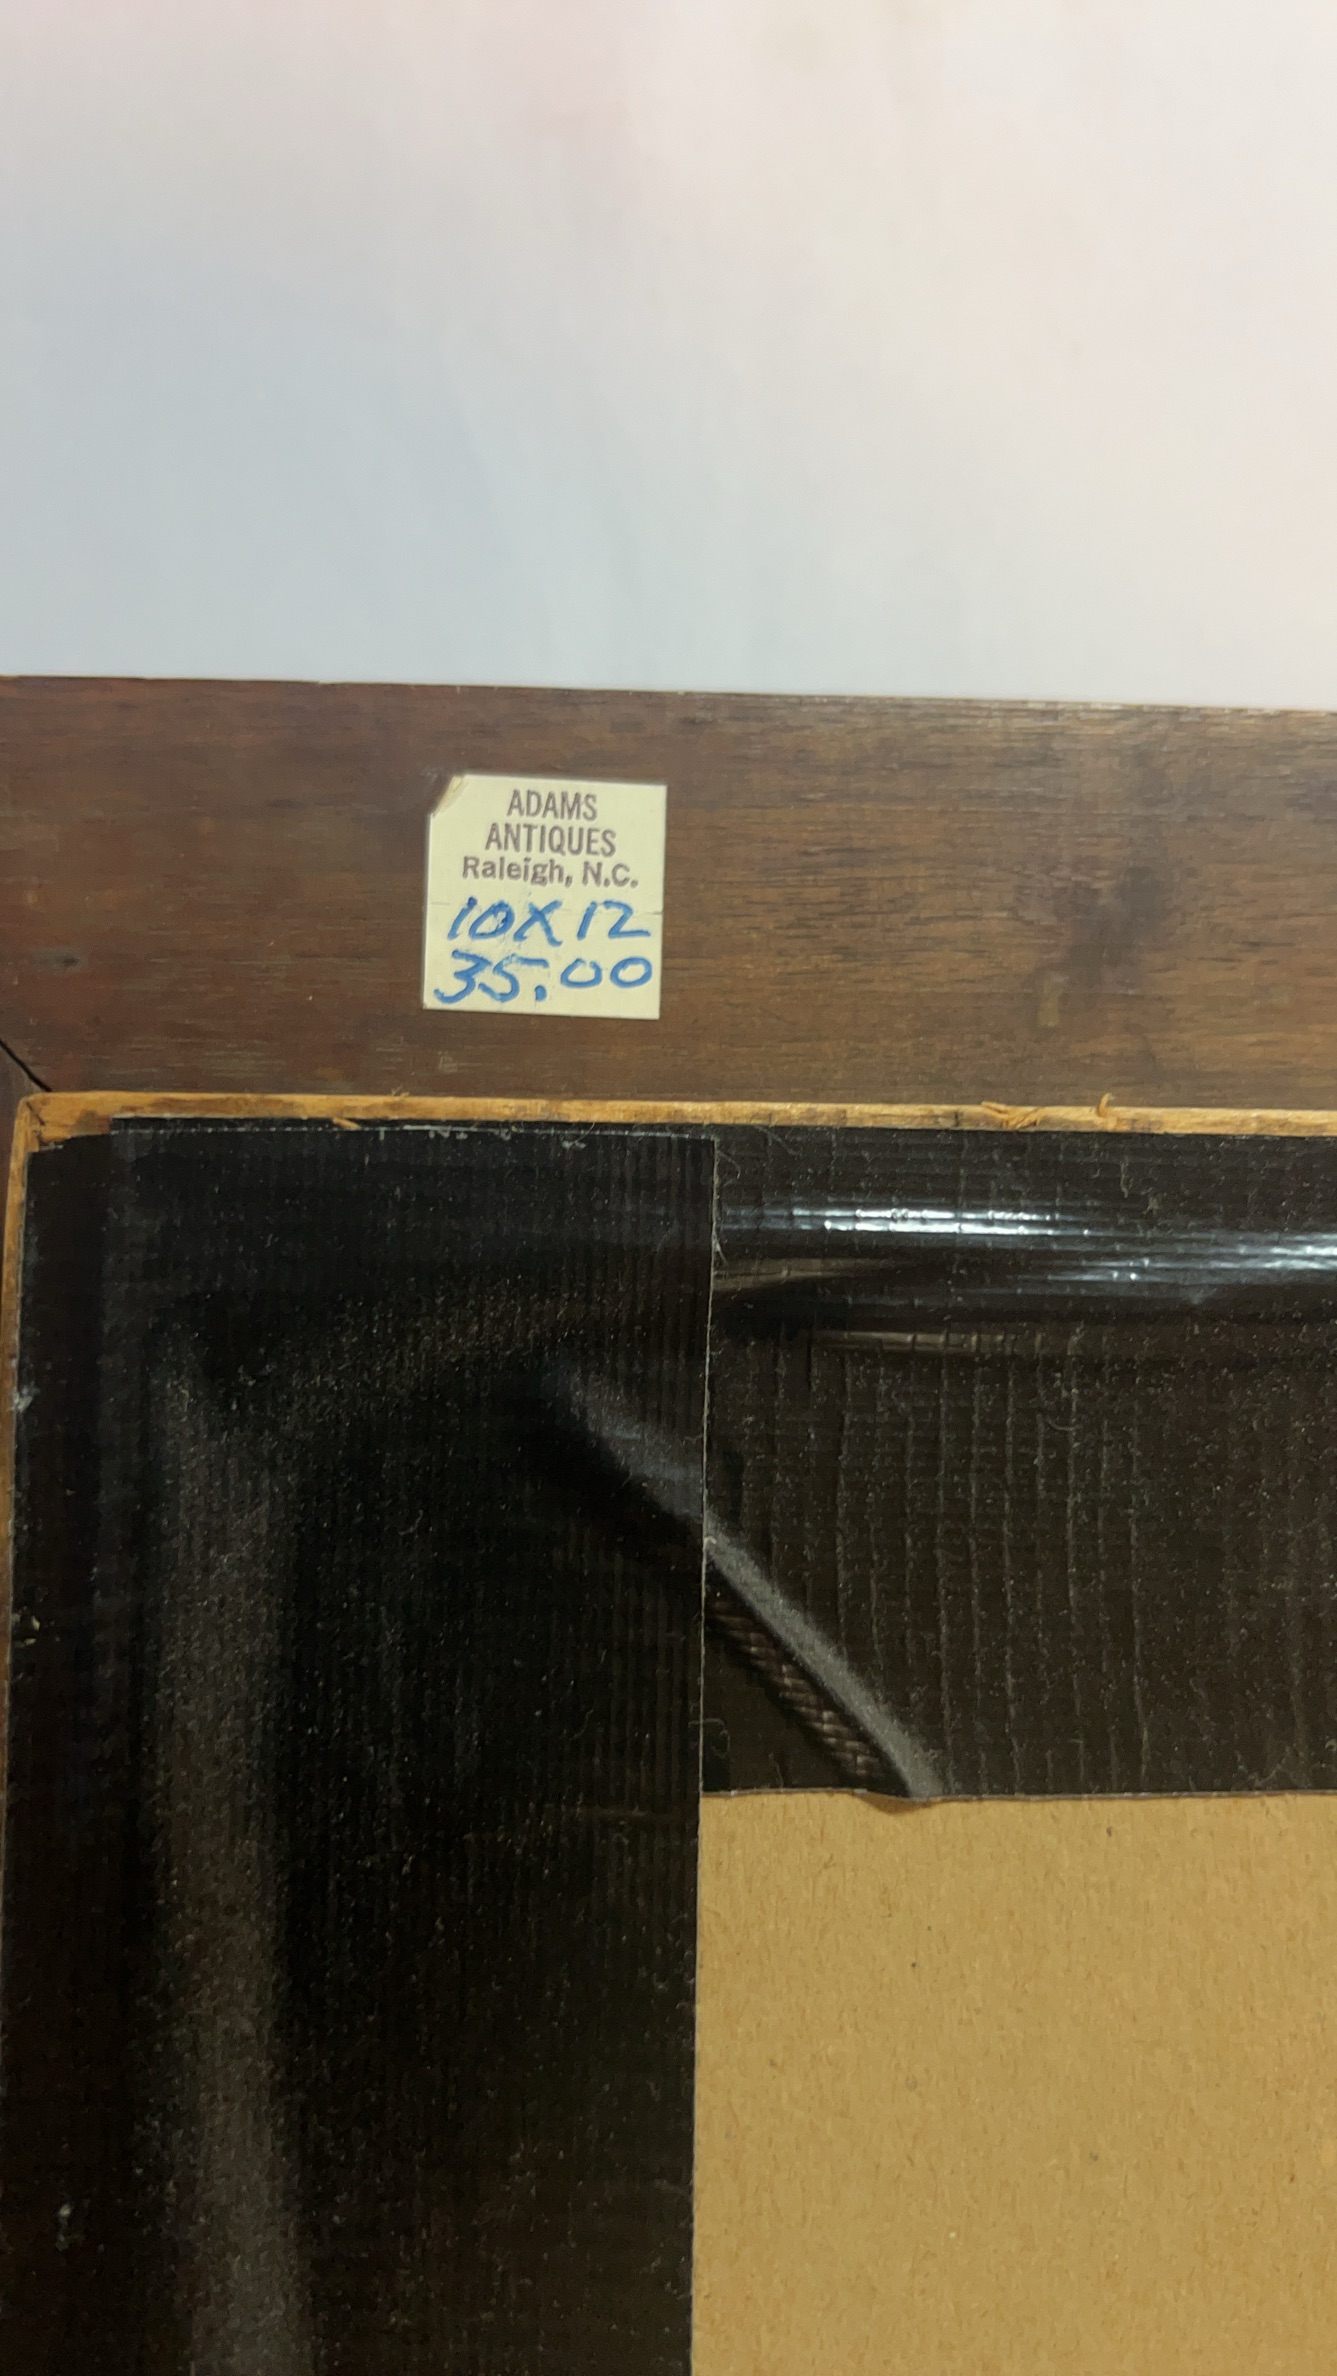 ADAMS
ANTIQUES
Raleigh, N.C.
10X12
35.00